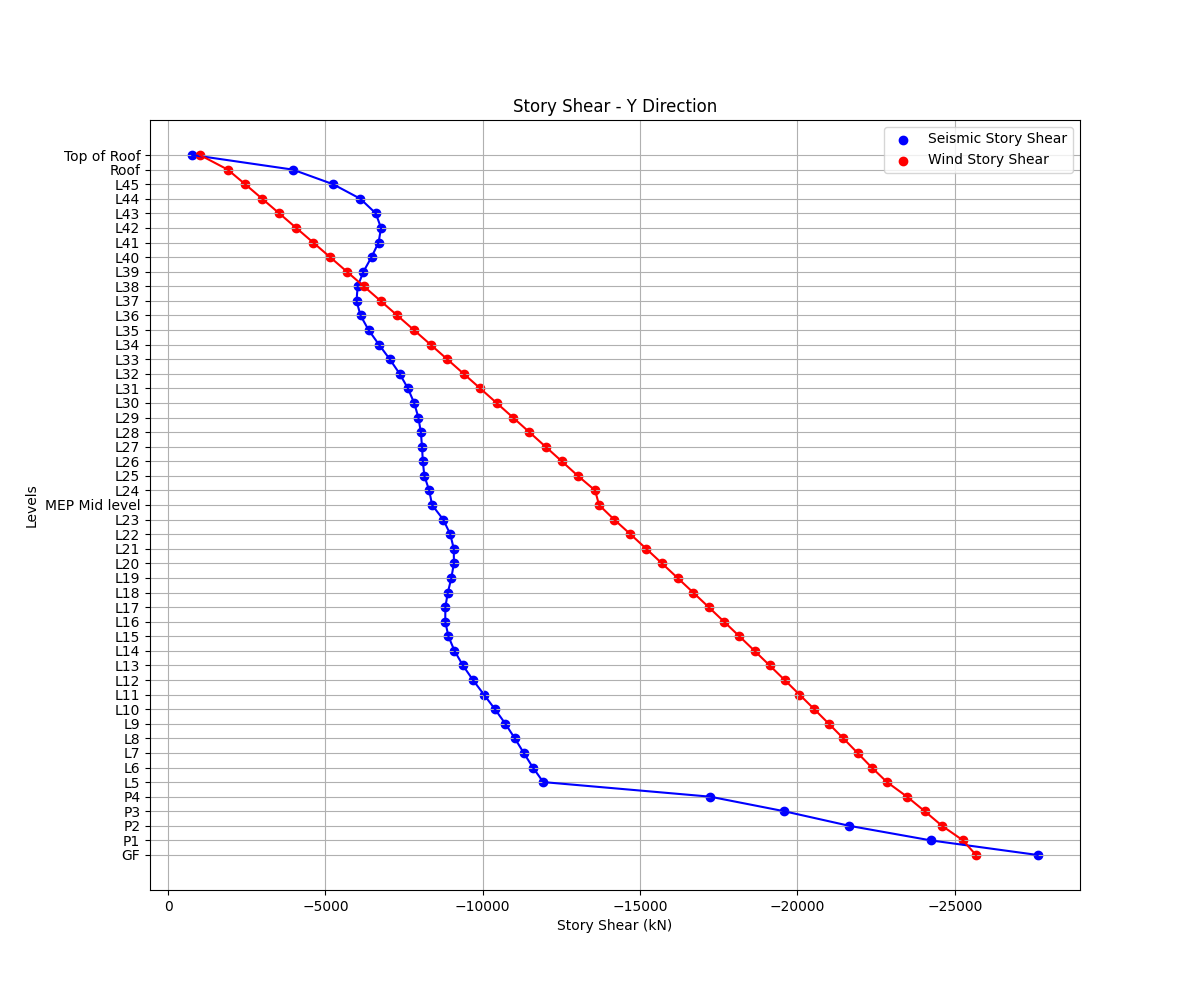 Story Shear - Y Direction
Seismic Story Shear
Wind Story Shear
Top of Roof
Roof
L45
L44
L43
L42
L41
L40
L39
L38
L37
L36
L35
L34
L33
L32
L31
L30
L29
L28
L27
L26
L25
L24
MEP Mid level
L23
L22
L21
L20
L19
L18
L17
L16
L15
L14
L13
L12
L11
L10
L9
L8
L7
L6
L5
P4
P3
P2
P1
GF
Levels
0 −5000 −10000 −15000 −20000 −25000
Story Shear (kN)